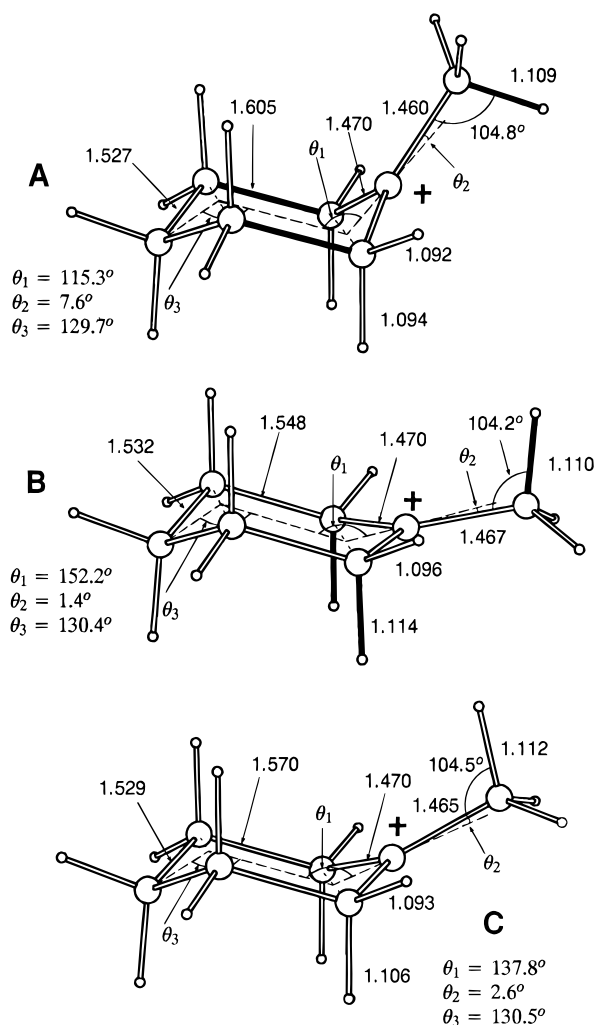 1.109
1.605
1.460
1.470
104.8°
1.527
θ1
θ2
A
+
1.092
θ3
θ1 = 115.3°
θ2 = 7.6°
θ3 = 129.7°
1.094
1.548
104.2°
1.532
1.470
θ2
B
θ1
+
1.110
1.467
1.096
θ1 = 152.2°
θ2 = 1.4°
θ3 = 130.4°
θ3
1.114
1.112
1.570
104.5°
1.529
1.470
1.465
θ1
+
θ2
1.093
θ3
C
1.106
θ1 = 137.8°
θ2 = 2.6°
θ3 = 130.5°